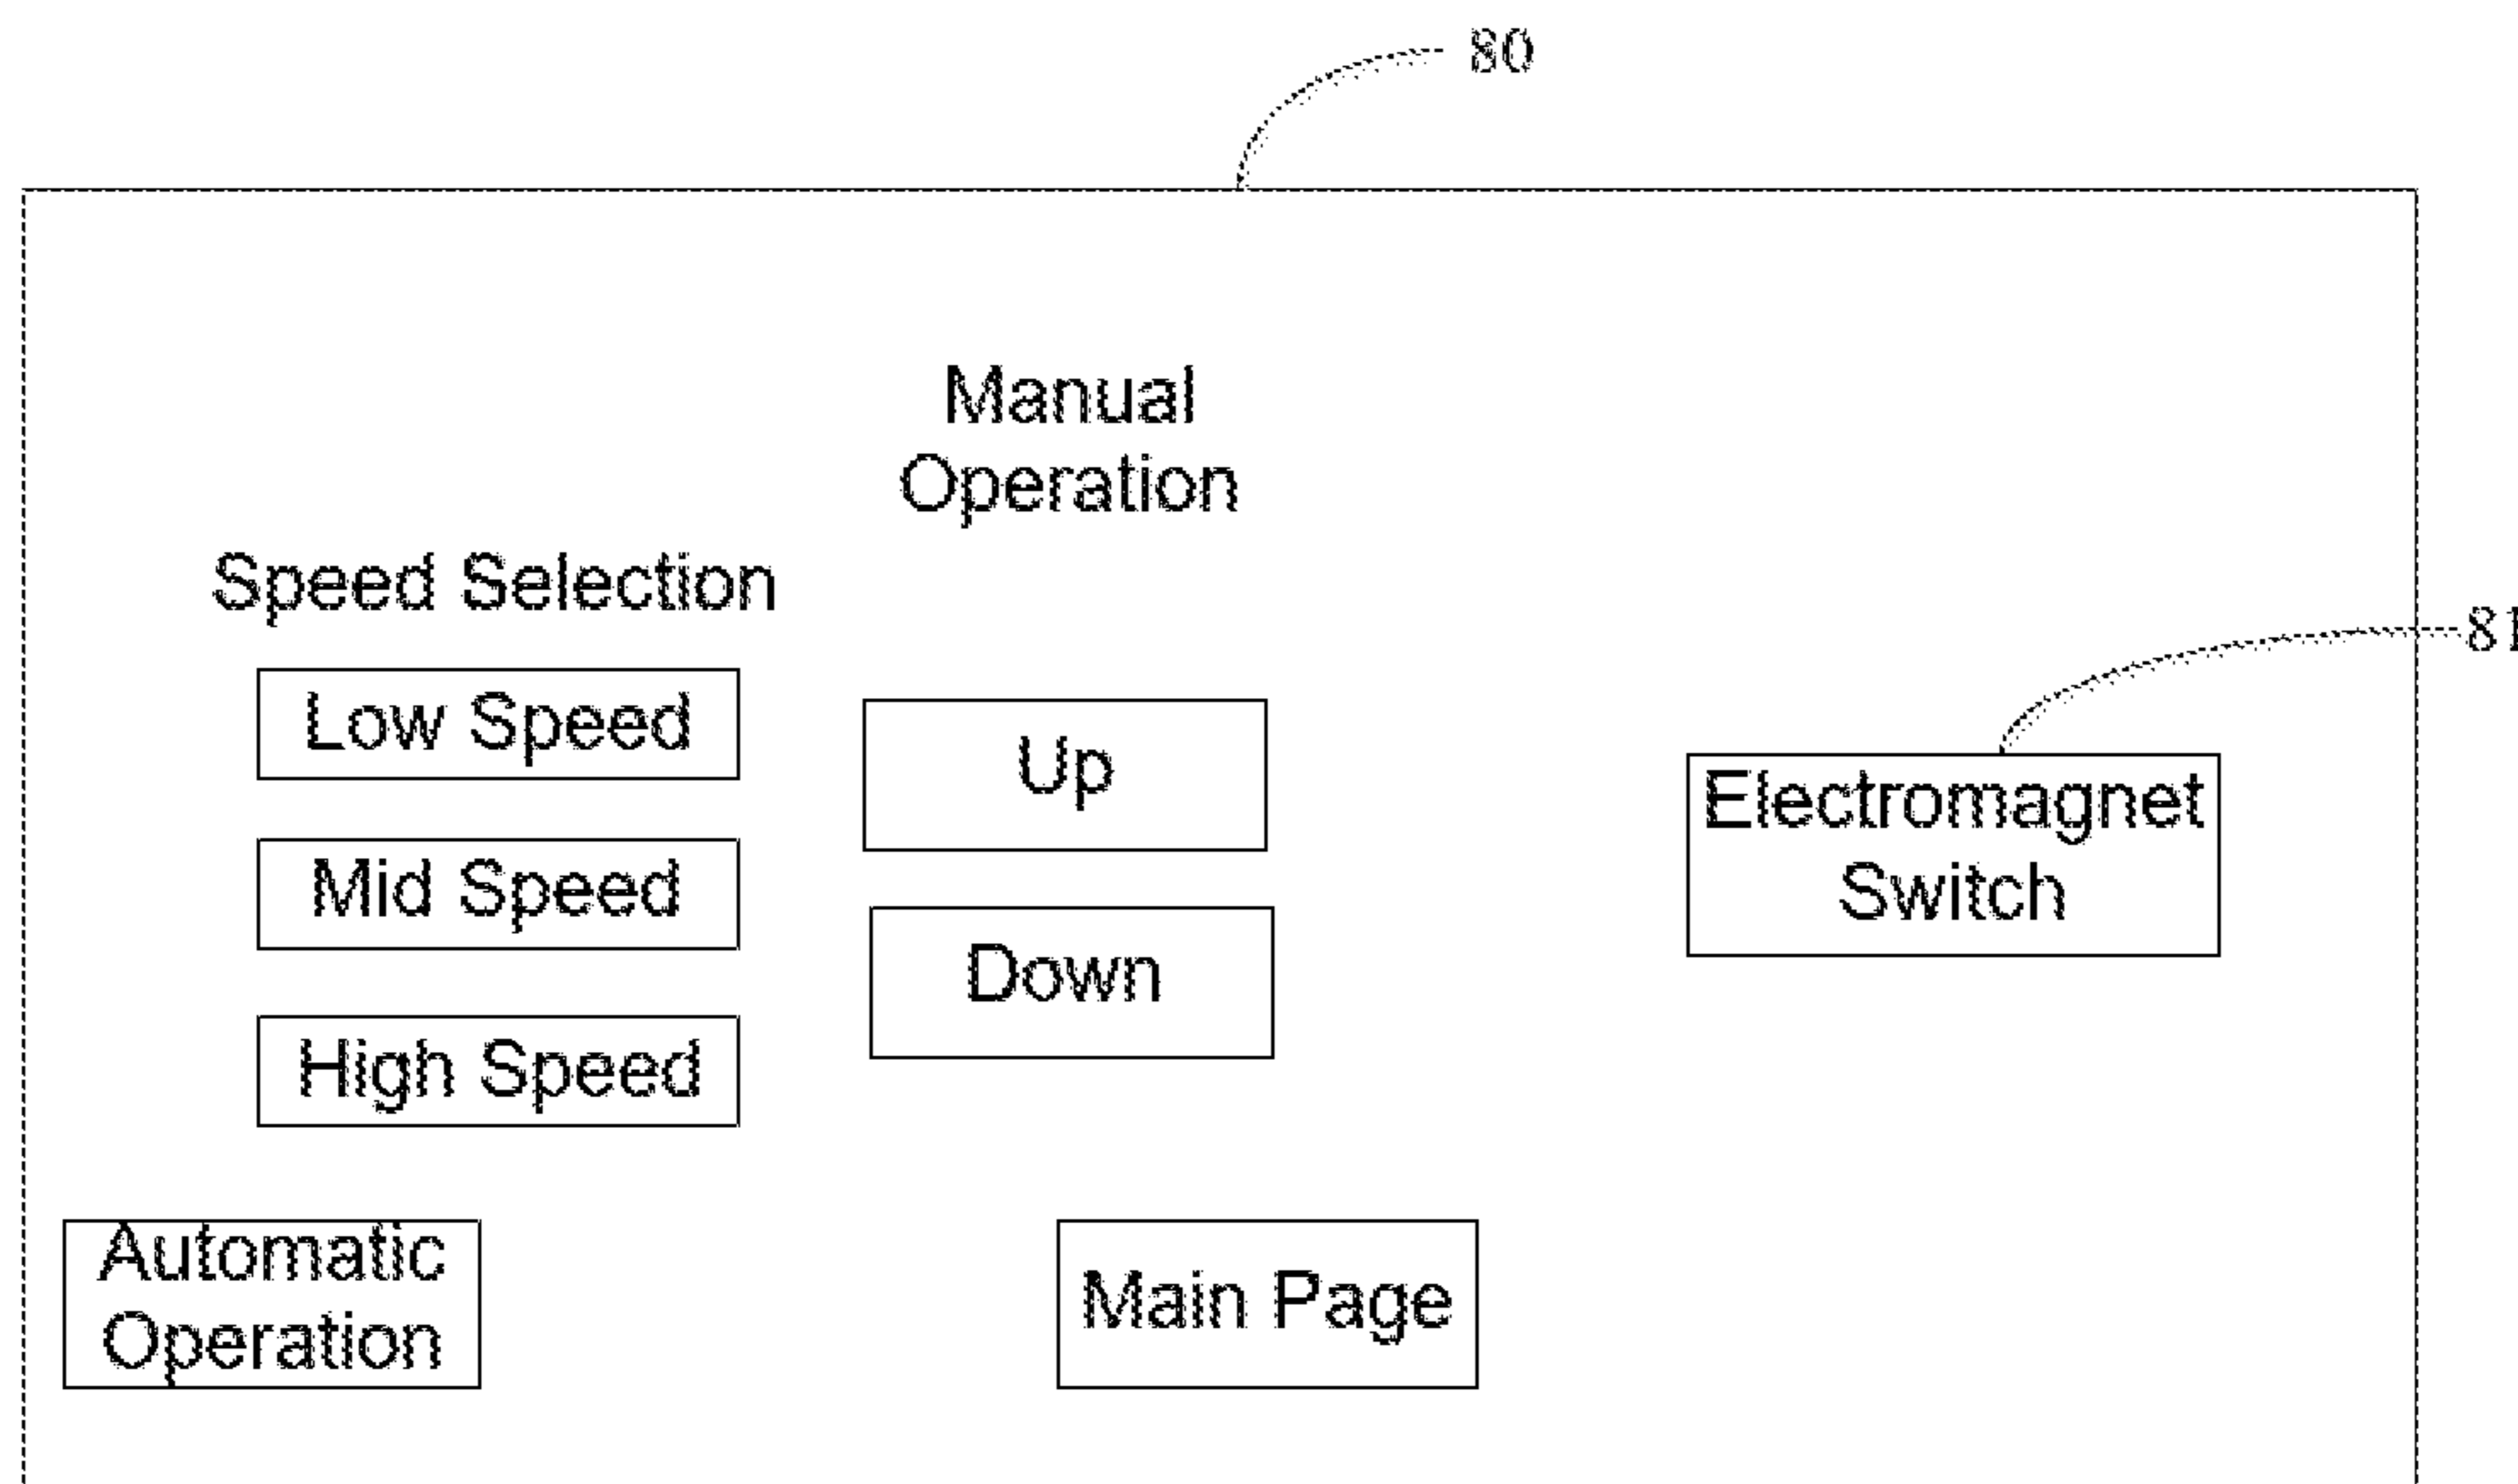 80
Manual
Operation
Speed Selection
81
Low Speed
Up
Electromagnet
Switch
Mid Speed
Down
High Speed
Automatic
Operation
Main Page